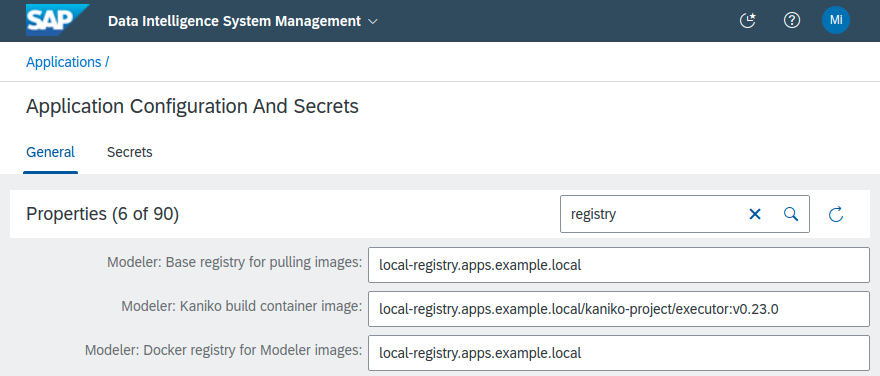 SAP Data Intelligence System Management MI
Applications /
Application Configuration And Secrets
General Secrets
Properties (6 of 90) registry
Modeler: Base registry for pulling images: local-registry.apps.example.local
Modeler: Kaniko build container image: local-registry.apps.example.local/kaniko-project/executor:v0.23.0
Modeler: Docker registry for Modeler images: local-registry.apps.example.local